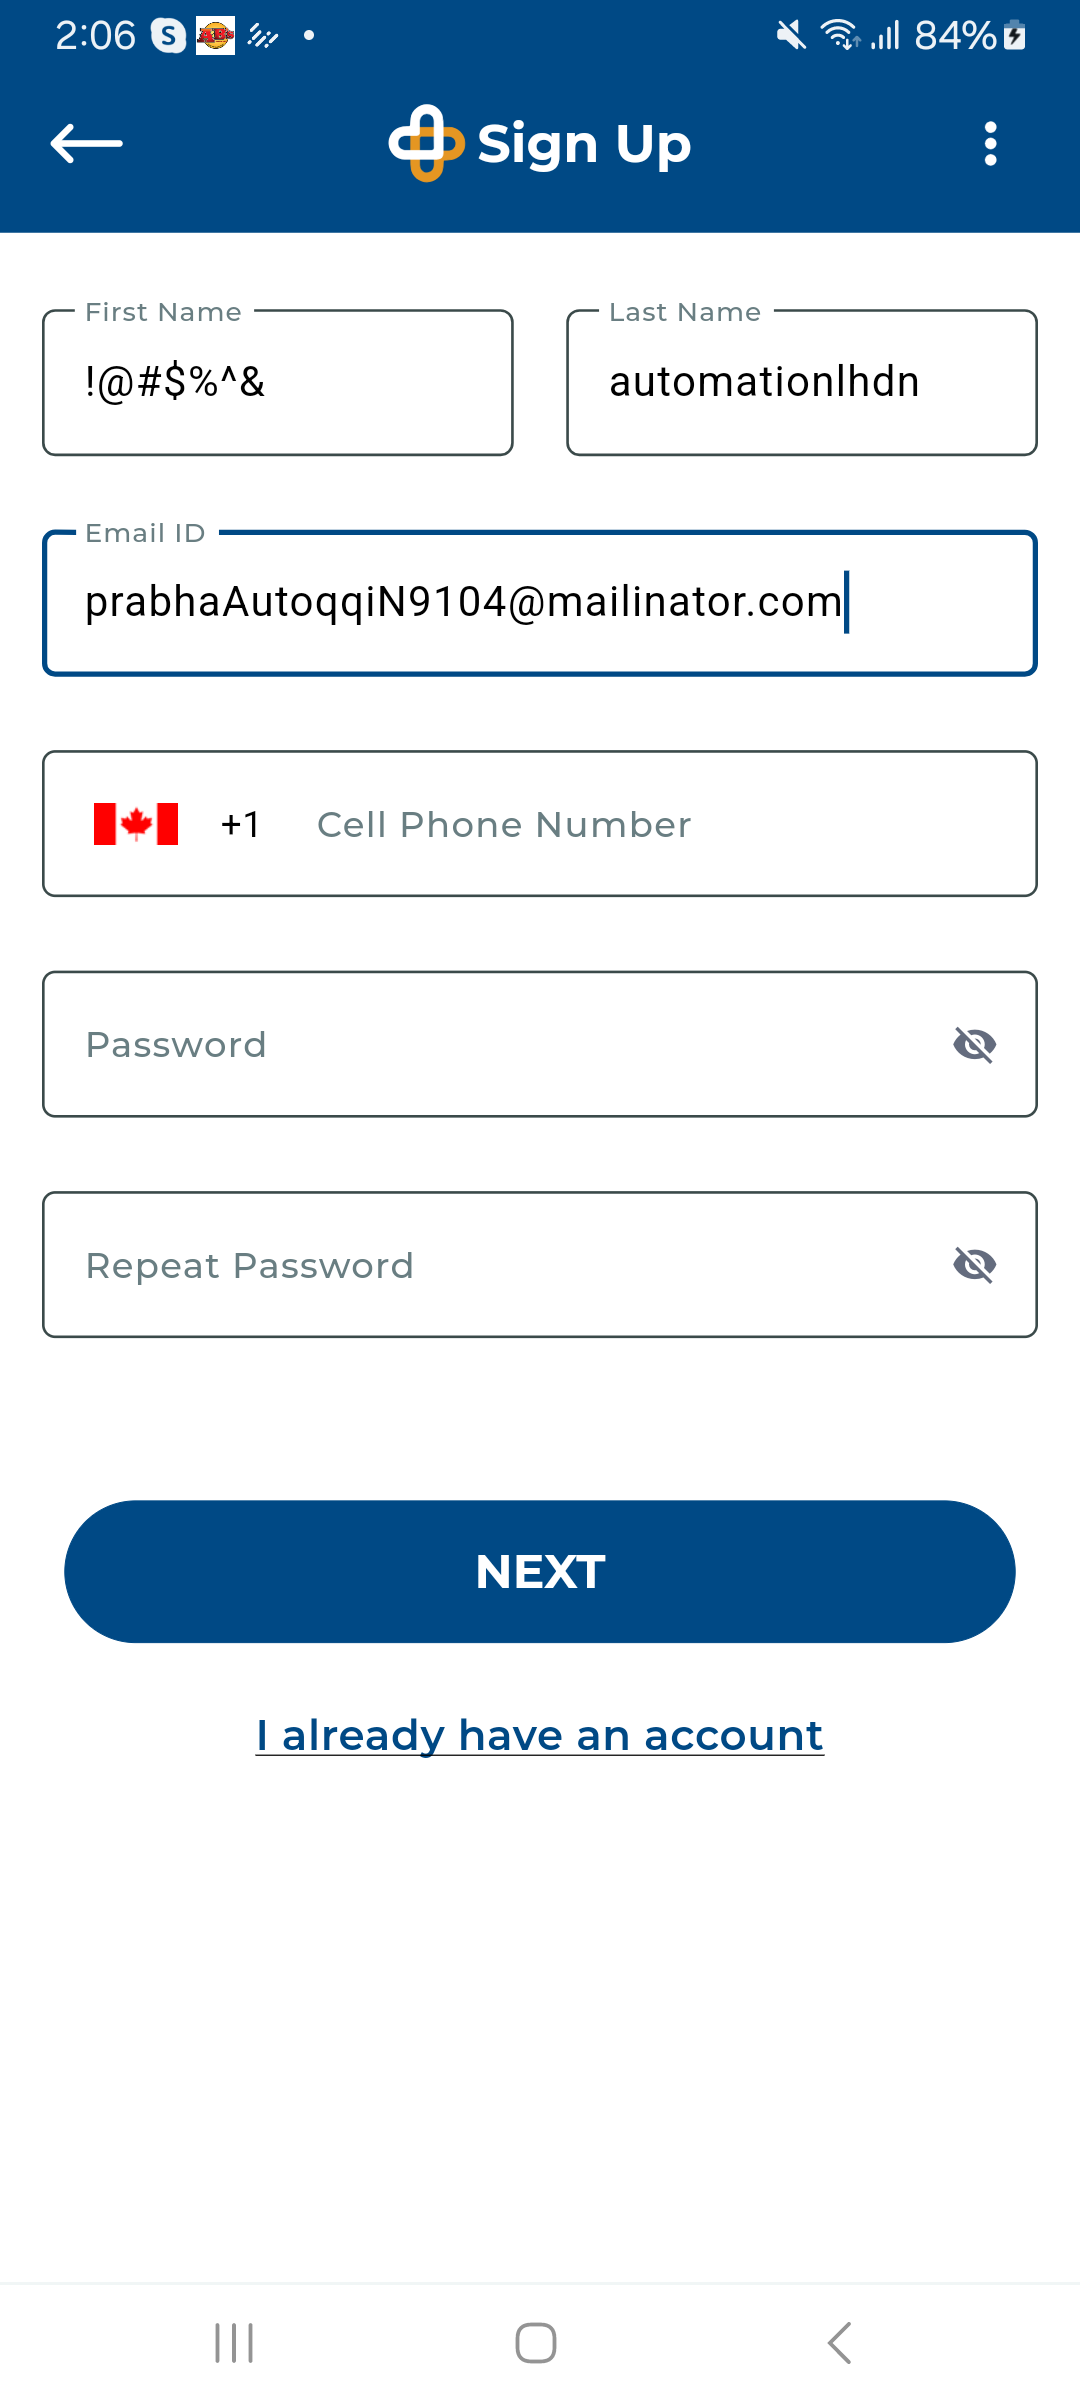 2:06 84%
Sign Up
First Name Last Name
!@#$%^& automationlhdn
Email ID
prabhaAutoqqiN9104@mailinator.com
+1 Cell Phone Number
Password
Repeat Password
NEXT
I already have an account